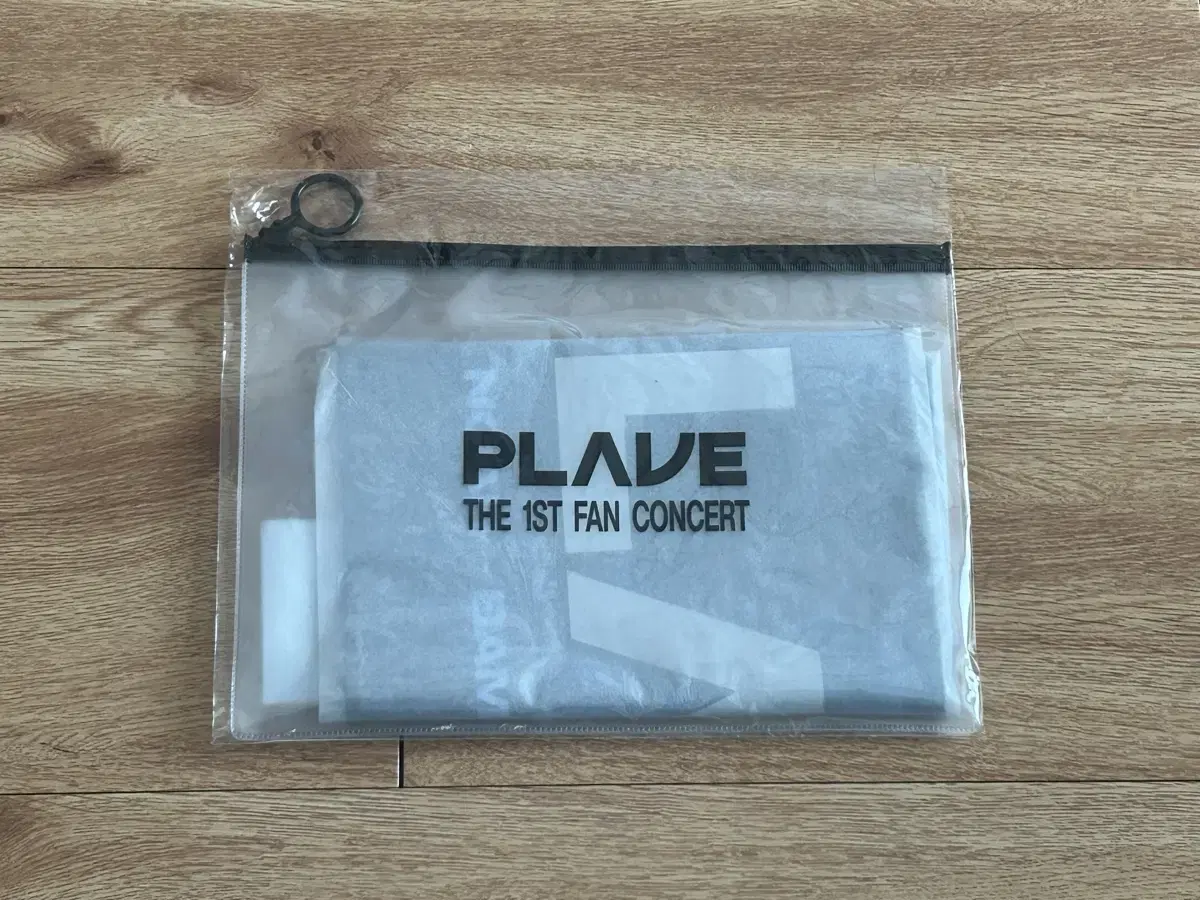 PLAVE
THE 1ST FAN CONCERT